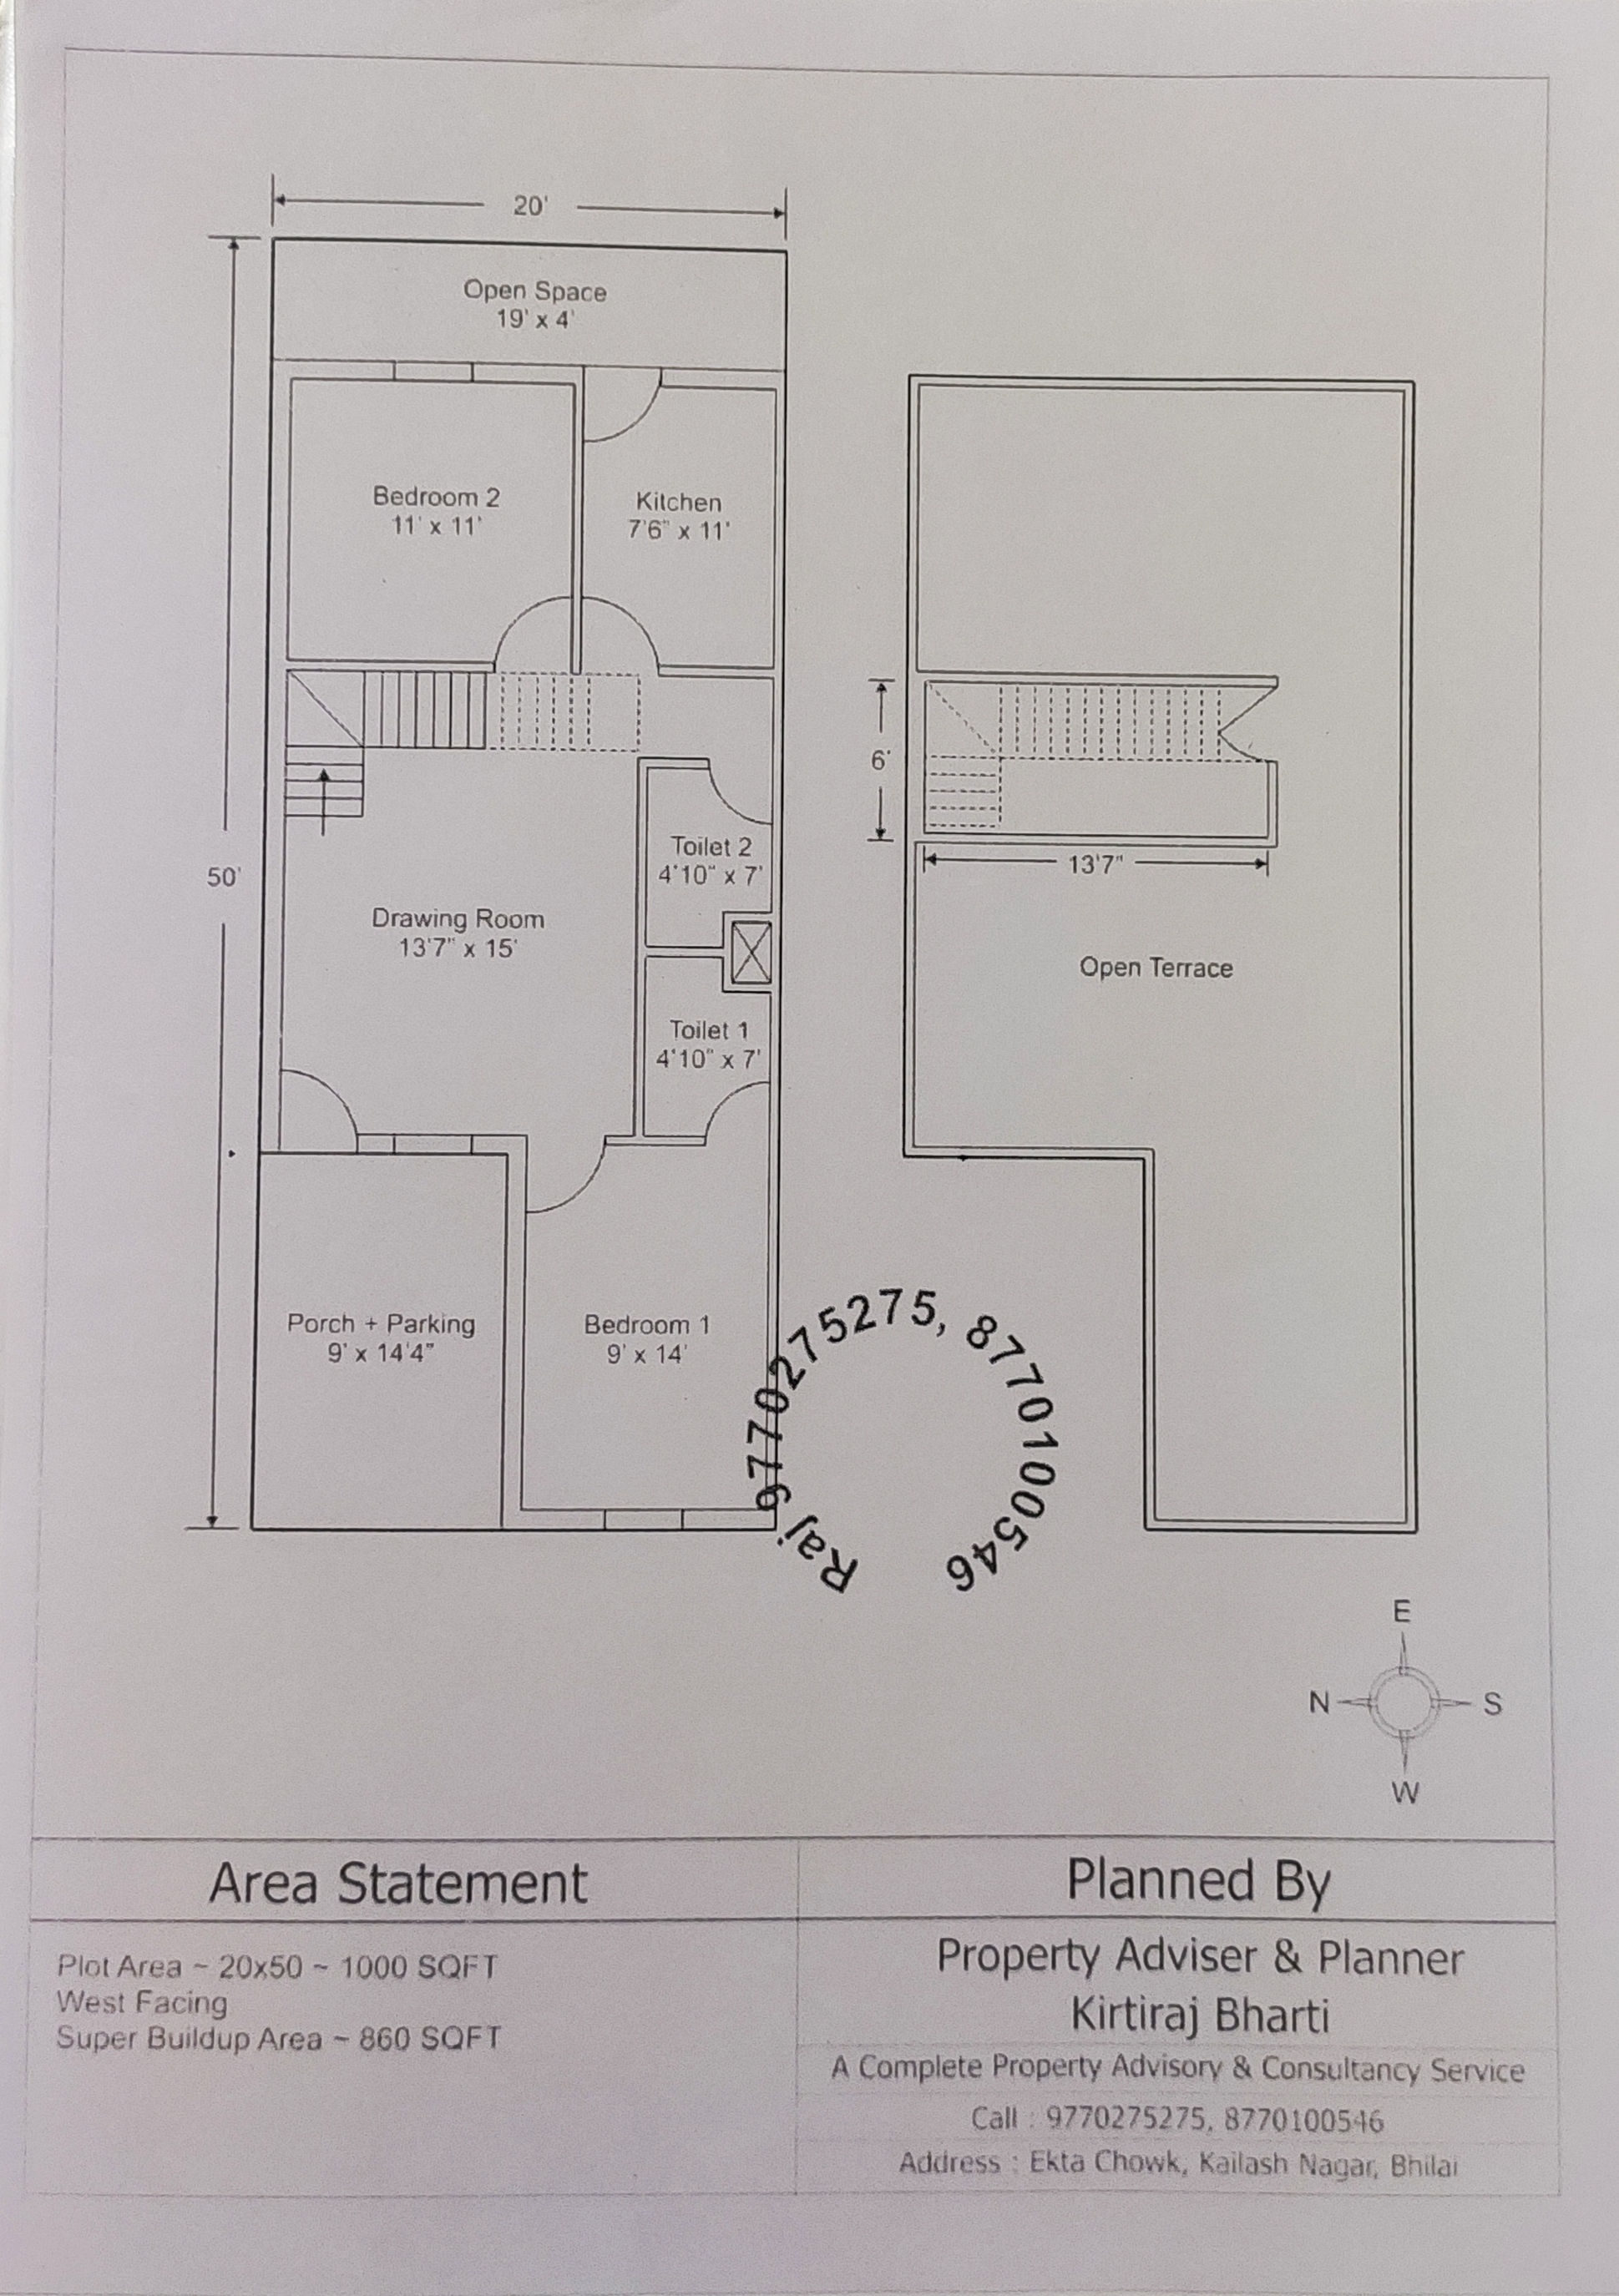 20'
Open Space
19' x 4'
Bedroom 2
11' x 11'
Kitchen
7'6" x 11'
6'
13'7"
50'
Toilet 2
4'10" x 7'
Drawing Room
13'7" x 15'
Open Terrace
Toilet 1
4'10" x 7'
Porch + Parking
9' x 14'4"
Bedroom 1
9' x 14'
Raj 9770275275, 8770100546
E
N S
W
Area Statement
Plot Area ~ 20x50 ~ 1000 SQFT
West Facing
Super Buildup Area ~ 860 SQFT
Planned By
Property Adviser & Planner
Kirtiraj Bharti
A Complete Property Advisory & Consultancy Service
Call : 9770275275, 8770100546
Address : Ekta Chowk, Kailash Nagar, Bhilai